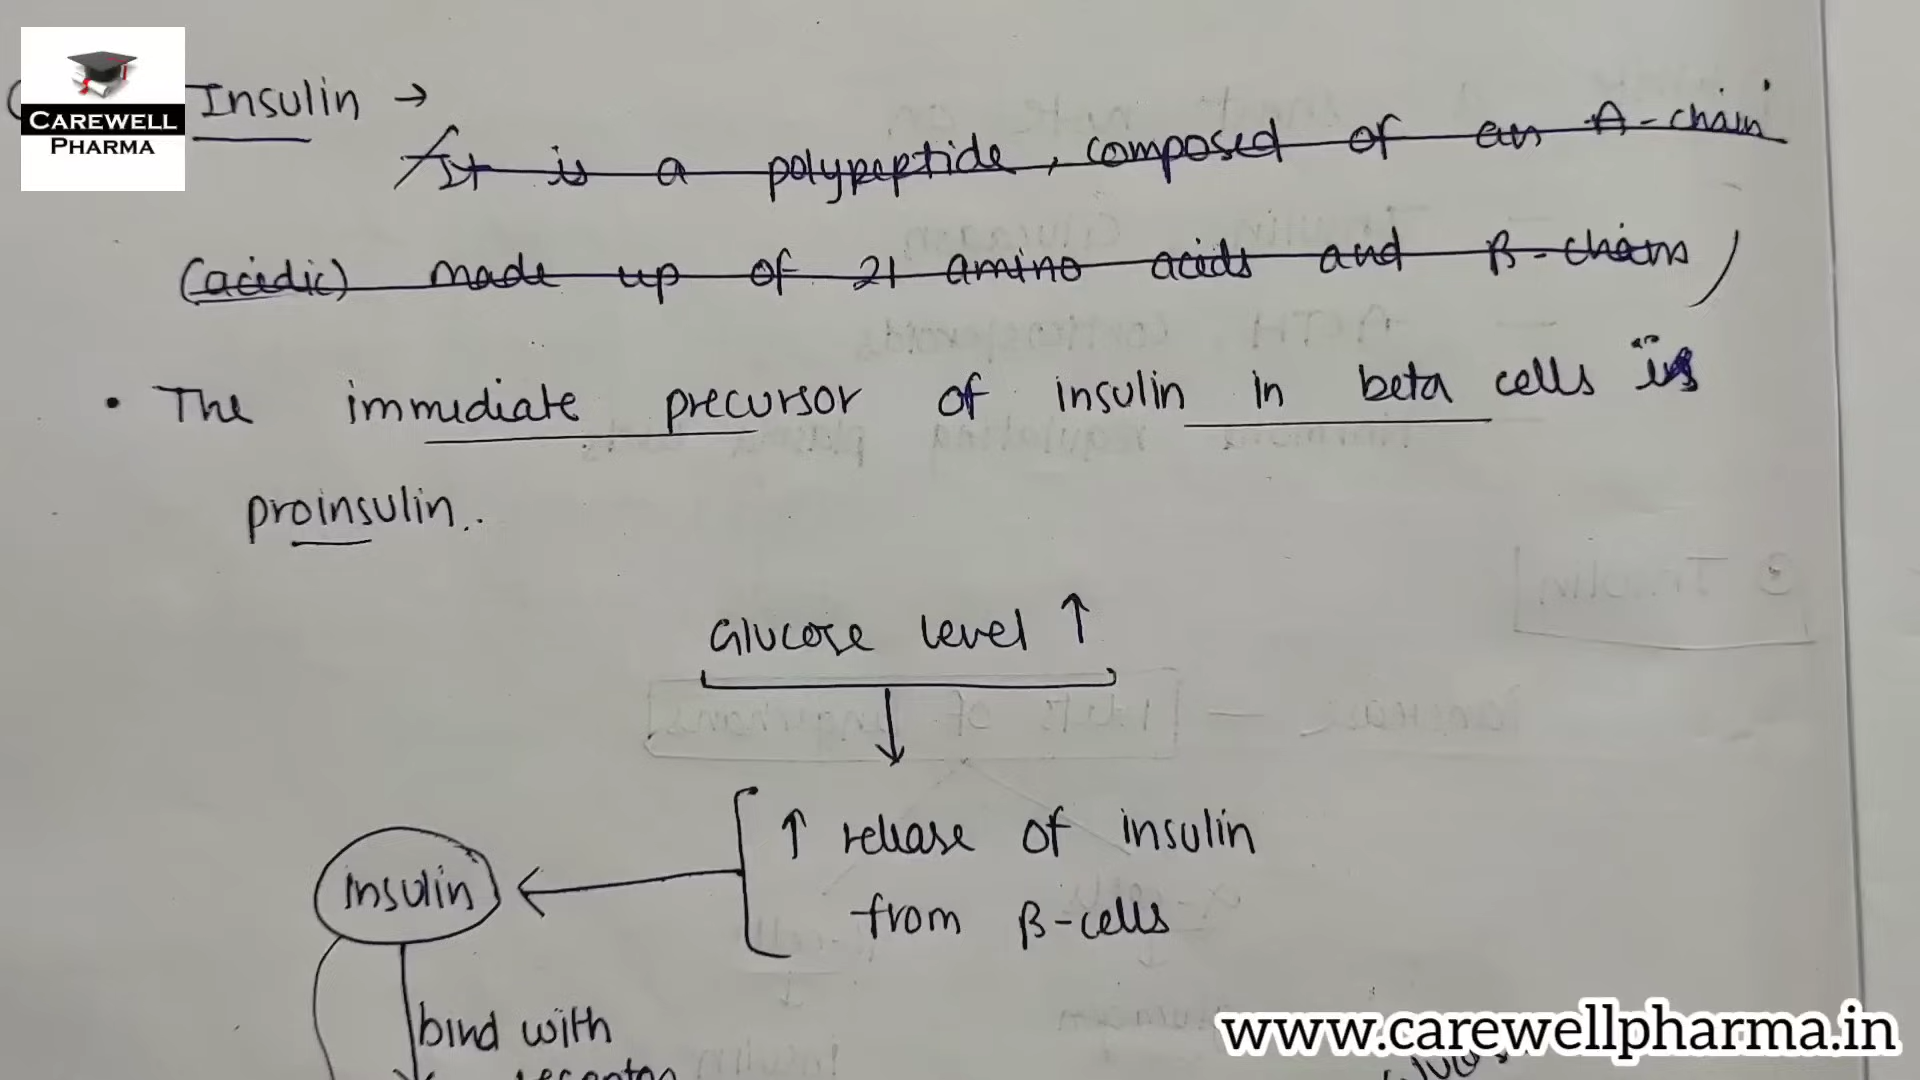 CAREWELL
PHARMA
Insulin →
It is a polypeptide, composed of an A-chain
(acidic) made up of 21 amino acids and β-chains
• The immediate precursor of insulin in beta cells is
proinsulin..
Glucose level ↑
↑ release of insulin
from β-cells
insulin
bind with
receptor
www.carewellpharma.in